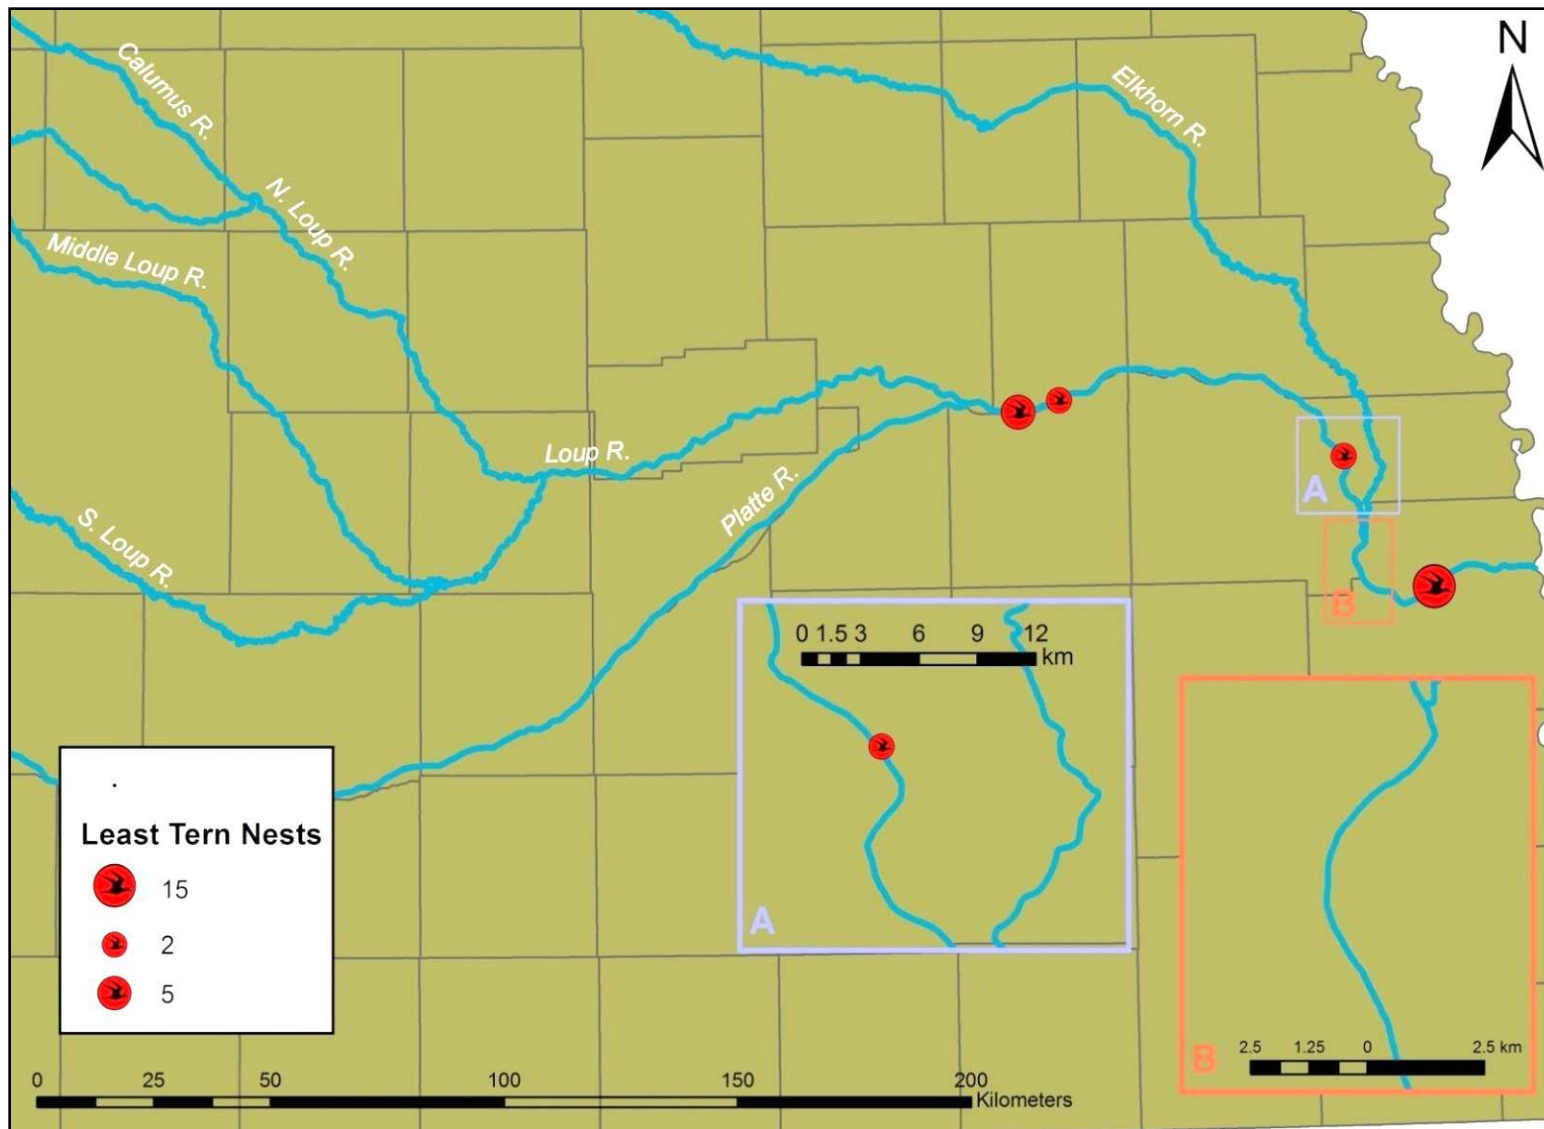 N
Calumus R.
Elkhorn R.
N. Loup R.
Middle Loup R.
Loup R.
Platte R.
S. Loup R.
A
B
0 1.5 3 6 9 12
km
A
Least Tern Nests
15
2
5
B
2.5 1.25 0 2.5 km
0 25 50 100 150 200
Kilometers